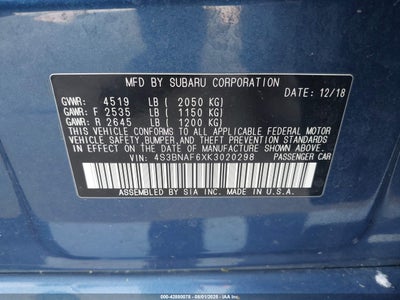 MFD BY SUBARU CORPORATION
DATE: 12/18
GVWR: 4519 LB ( 2050 KG)
GAWR: F 2535 LB ( 1150 KG)
GAWR: R 2645 LB ( 1200 KG)
THIS VEHICLE CONFORMS TO ALL APPLICABLE FEDERAL MOTOR
VEHICLE SAFETY, BUMPER, AND THEFT PREVENTION STANDARDS
IN EFFECT ON THE DATE OF MANUFACTURE SHOWN ABOVE.
VIN: 4S3BNAF6XK3020298 PASSENGER CAR
ASSEMBLED BY SIA INC. MADE IN U.S.A.